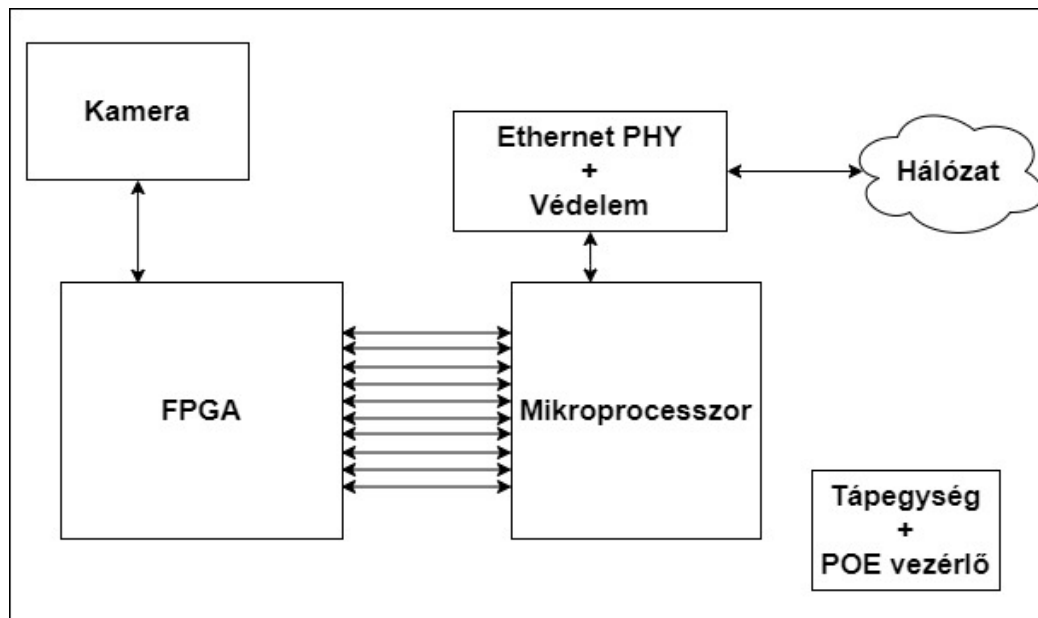 Kamera
Ethernet PHY
+
Védelem
Hálózat
FPGA
Mikroprocesszor
Tápegység
+
POE vezérlő